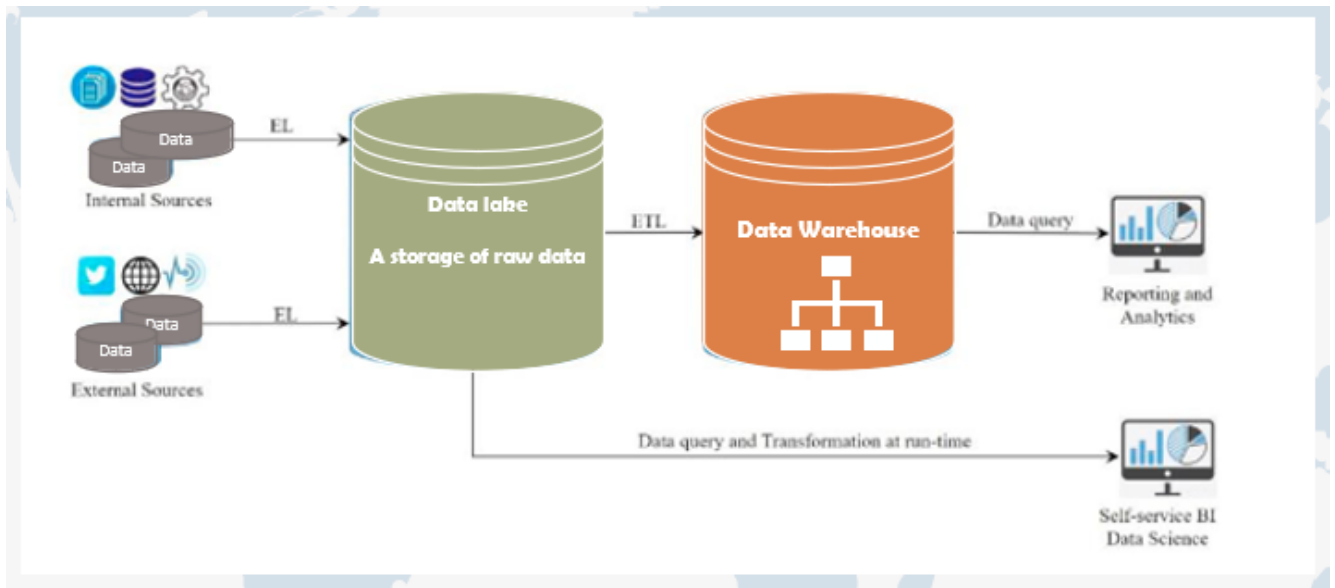 Data
Data
EL
Internal Sources
Data lake
A storage of raw data
ETL
Data Warehouse
Data query
Reporting and
Analytics
Data
Data
EL
External Sources
Data query and Transformation at run-time
Self-service BI
Data Science